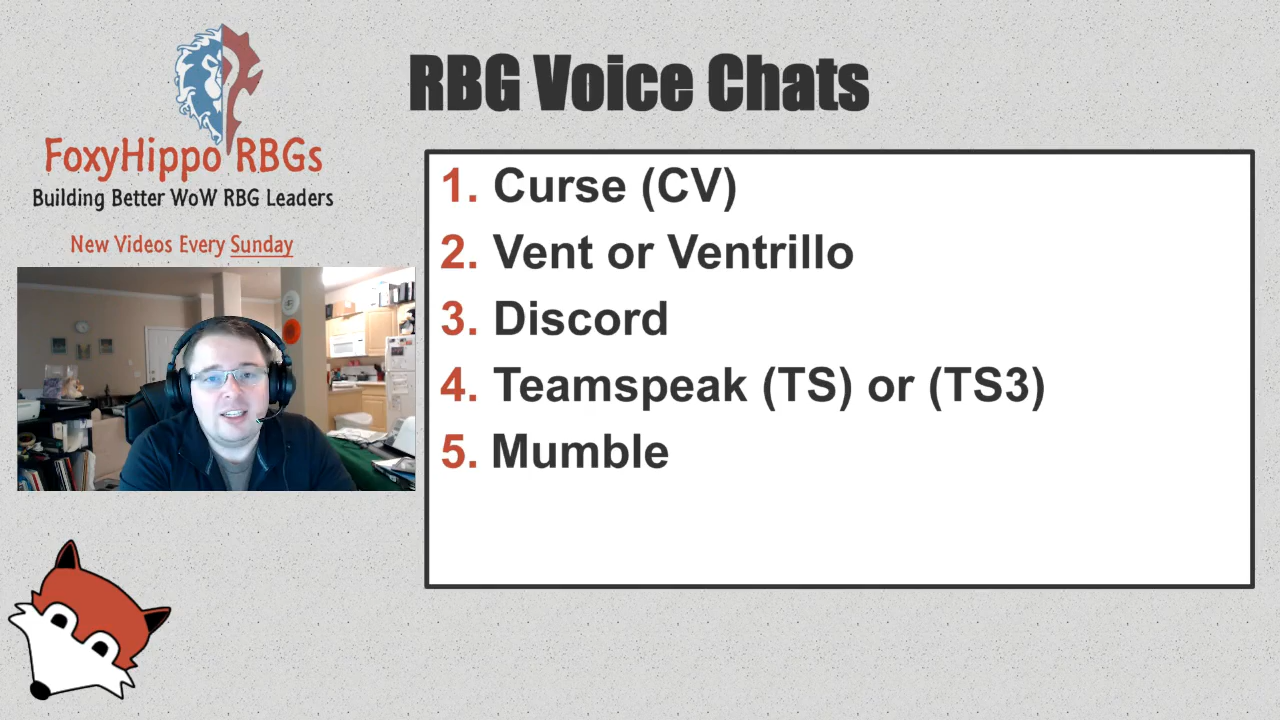 RBG Voice Chats
FoxyHippo RBGs
Building Better WoW RBG Leaders
New Videos Every Sunday
1. Curse (CV)
2. Vent or Ventrillo
3. Discord
4. Teamspeak (TS) or (TS3)
5. Mumble